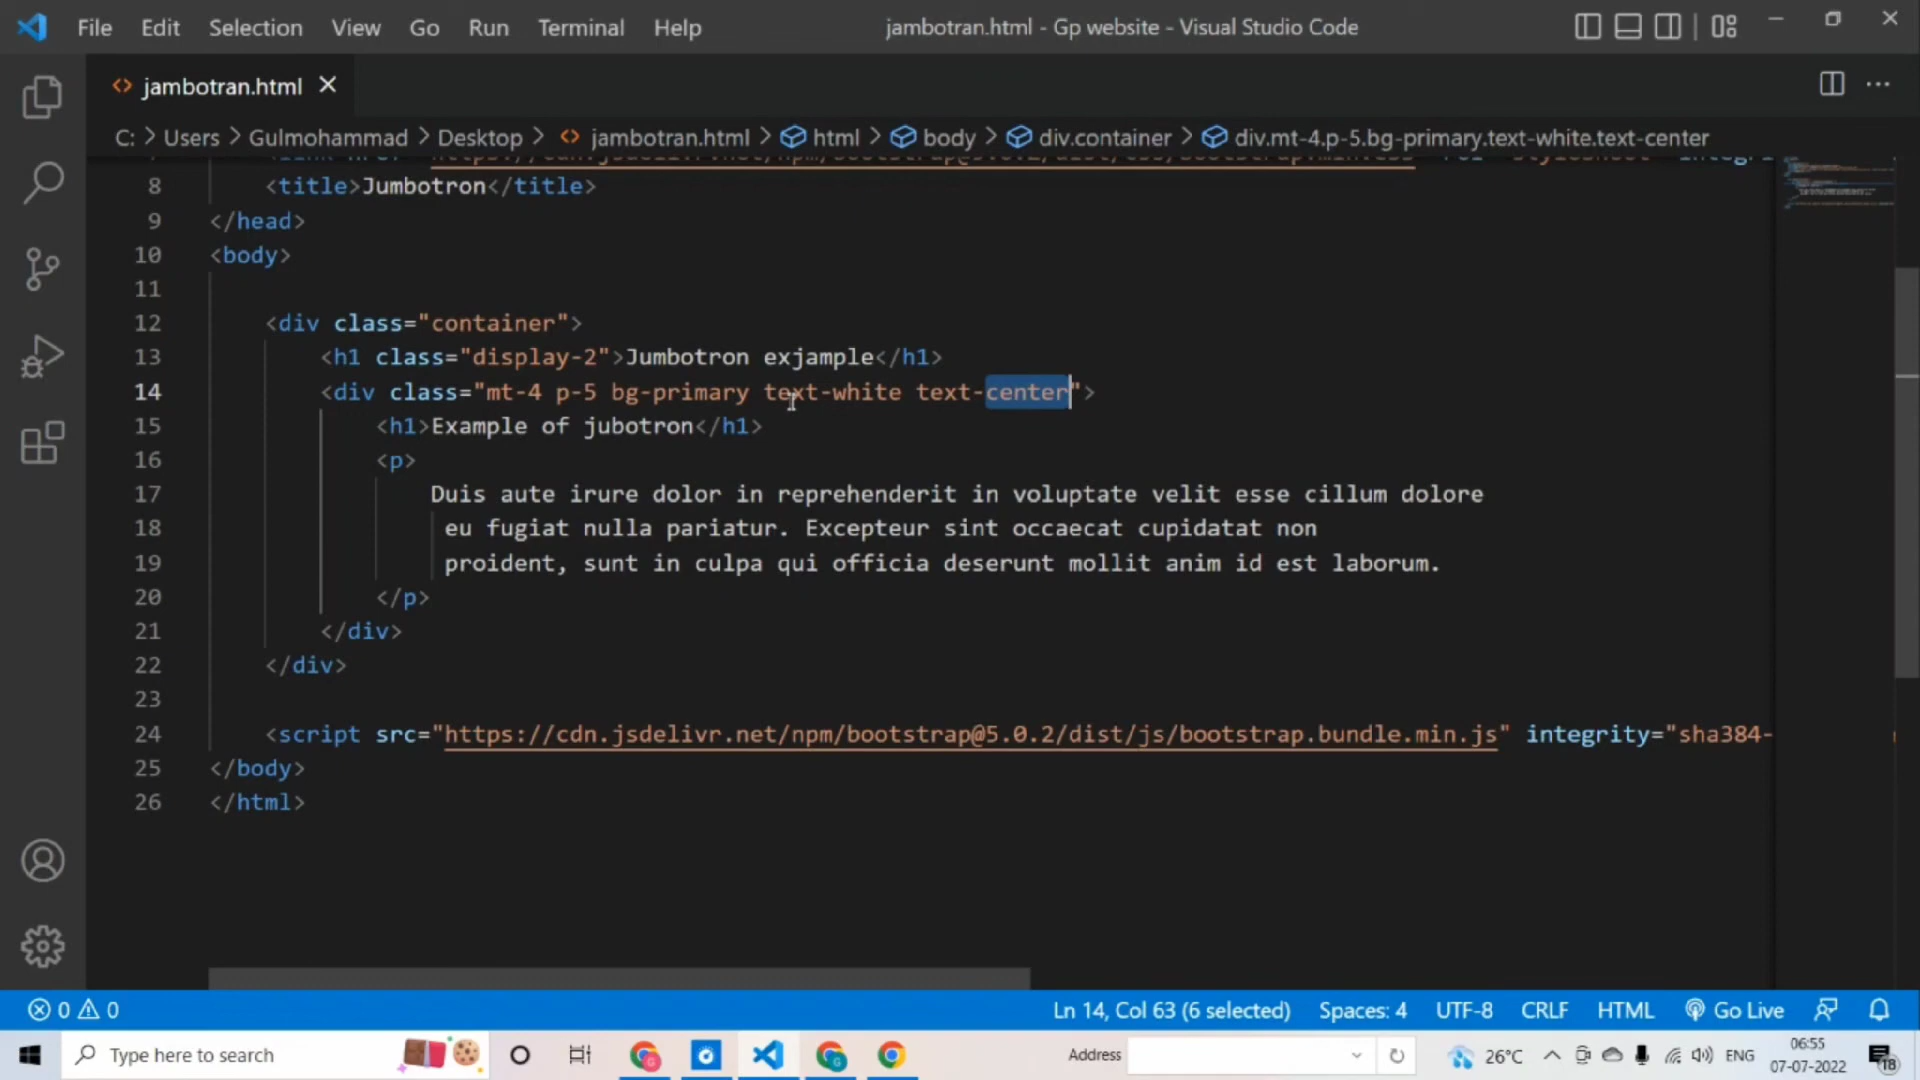 File Edit Selection View Go Run Terminal Help jambotran.html - Gp website - Visual Studio Code
jambotran.html
C: > Users > Gulmohammad > Desktop > jambotran.html > html > body > div.container > div.mt-4.p-5.bg-primary.text-white.text-center
8 <title>Jumbotron</title>
9 </head>
10 <body>
11
12 <div class="container">
13 <h1 class="display-2">Jumbotron exjample</h1>
14 <div class="mt-4 p-5 bg-primary text-white text-center">
15 <h1>Example of jubotron</h1>
16 <p>
17 Duis aute irure dolor in reprehenderit in voluptate velit esse cillum dolore
18 eu fugiat nulla pariatur. Excepteur sint occaecat cupidatat non
19 proident, sunt in culpa qui officia deserunt mollit anim id est laborum.
20 </p>
21 </div>
22 </div>
23
24 <script src="https://cdn.jsdelivr.net/npm/bootstrap@5.0.2/dist/js/bootstrap.bundle.min.js" integrity="sha384-
25 </body>
26 </html>
0 0 Ln 14, Col 63 (6 selected) Spaces: 4 UTF-8 CRLF HTML Go Live
Type here to search Address 26°C ENG 06:55
07-07-2022 18